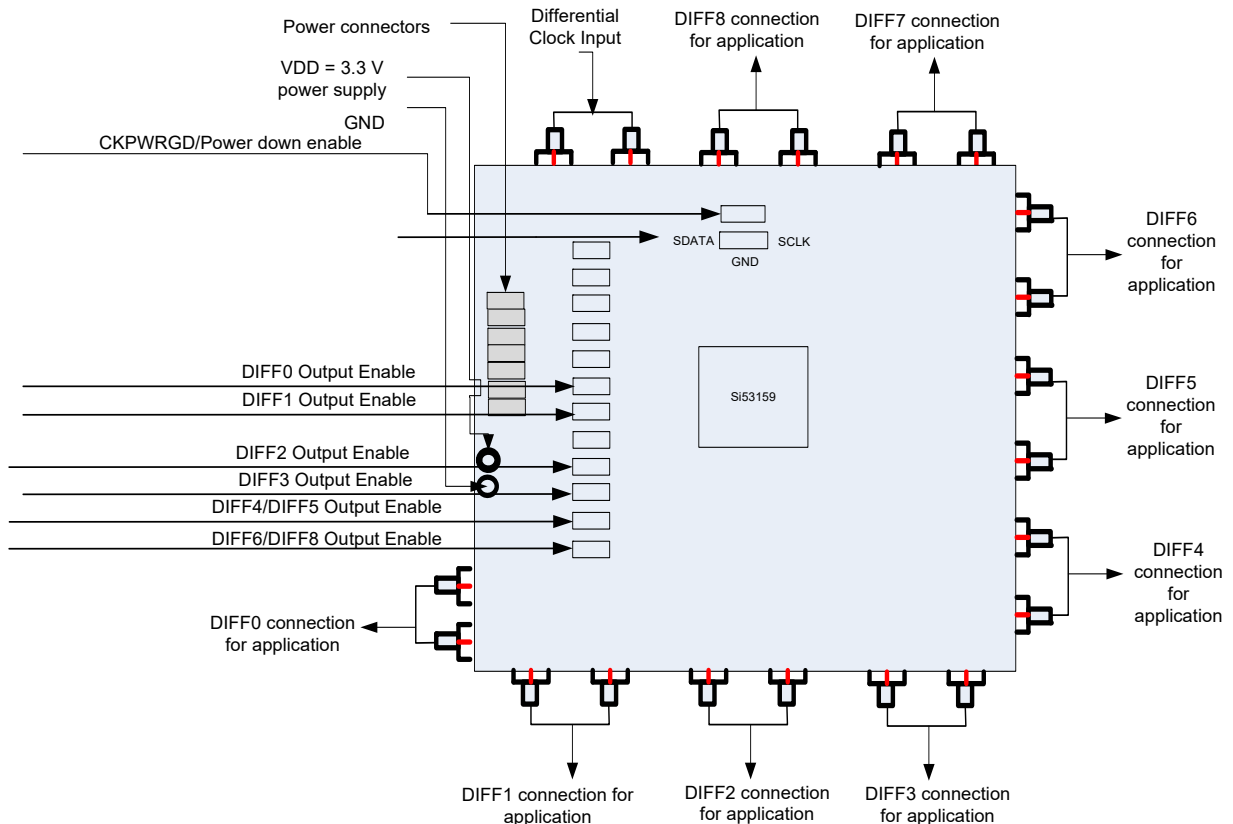 Power connectors
Differential
Clock Input
DIFF8 connection
for application
DIFF7 connection
for application
VDD = 3.3 V
power supply
GND
CKPWRGD/Power down enable
SDATA
SCLK
GND
DIFF6
connection
for
application
DIFF0 Output Enable
DIFF1 Output Enable
Si53159
DIFF5
connection
for
application
DIFF2 Output Enable
DIFF3 Output Enable
DIFF4/DIFF5 Output Enable
DIFF6/DIFF8 Output Enable
DIFF4
connection
for
application
DIFF0 connection
for application
DIFF1 connection for
application
DIFF2 connection
for application
DIFF3 connection
for application